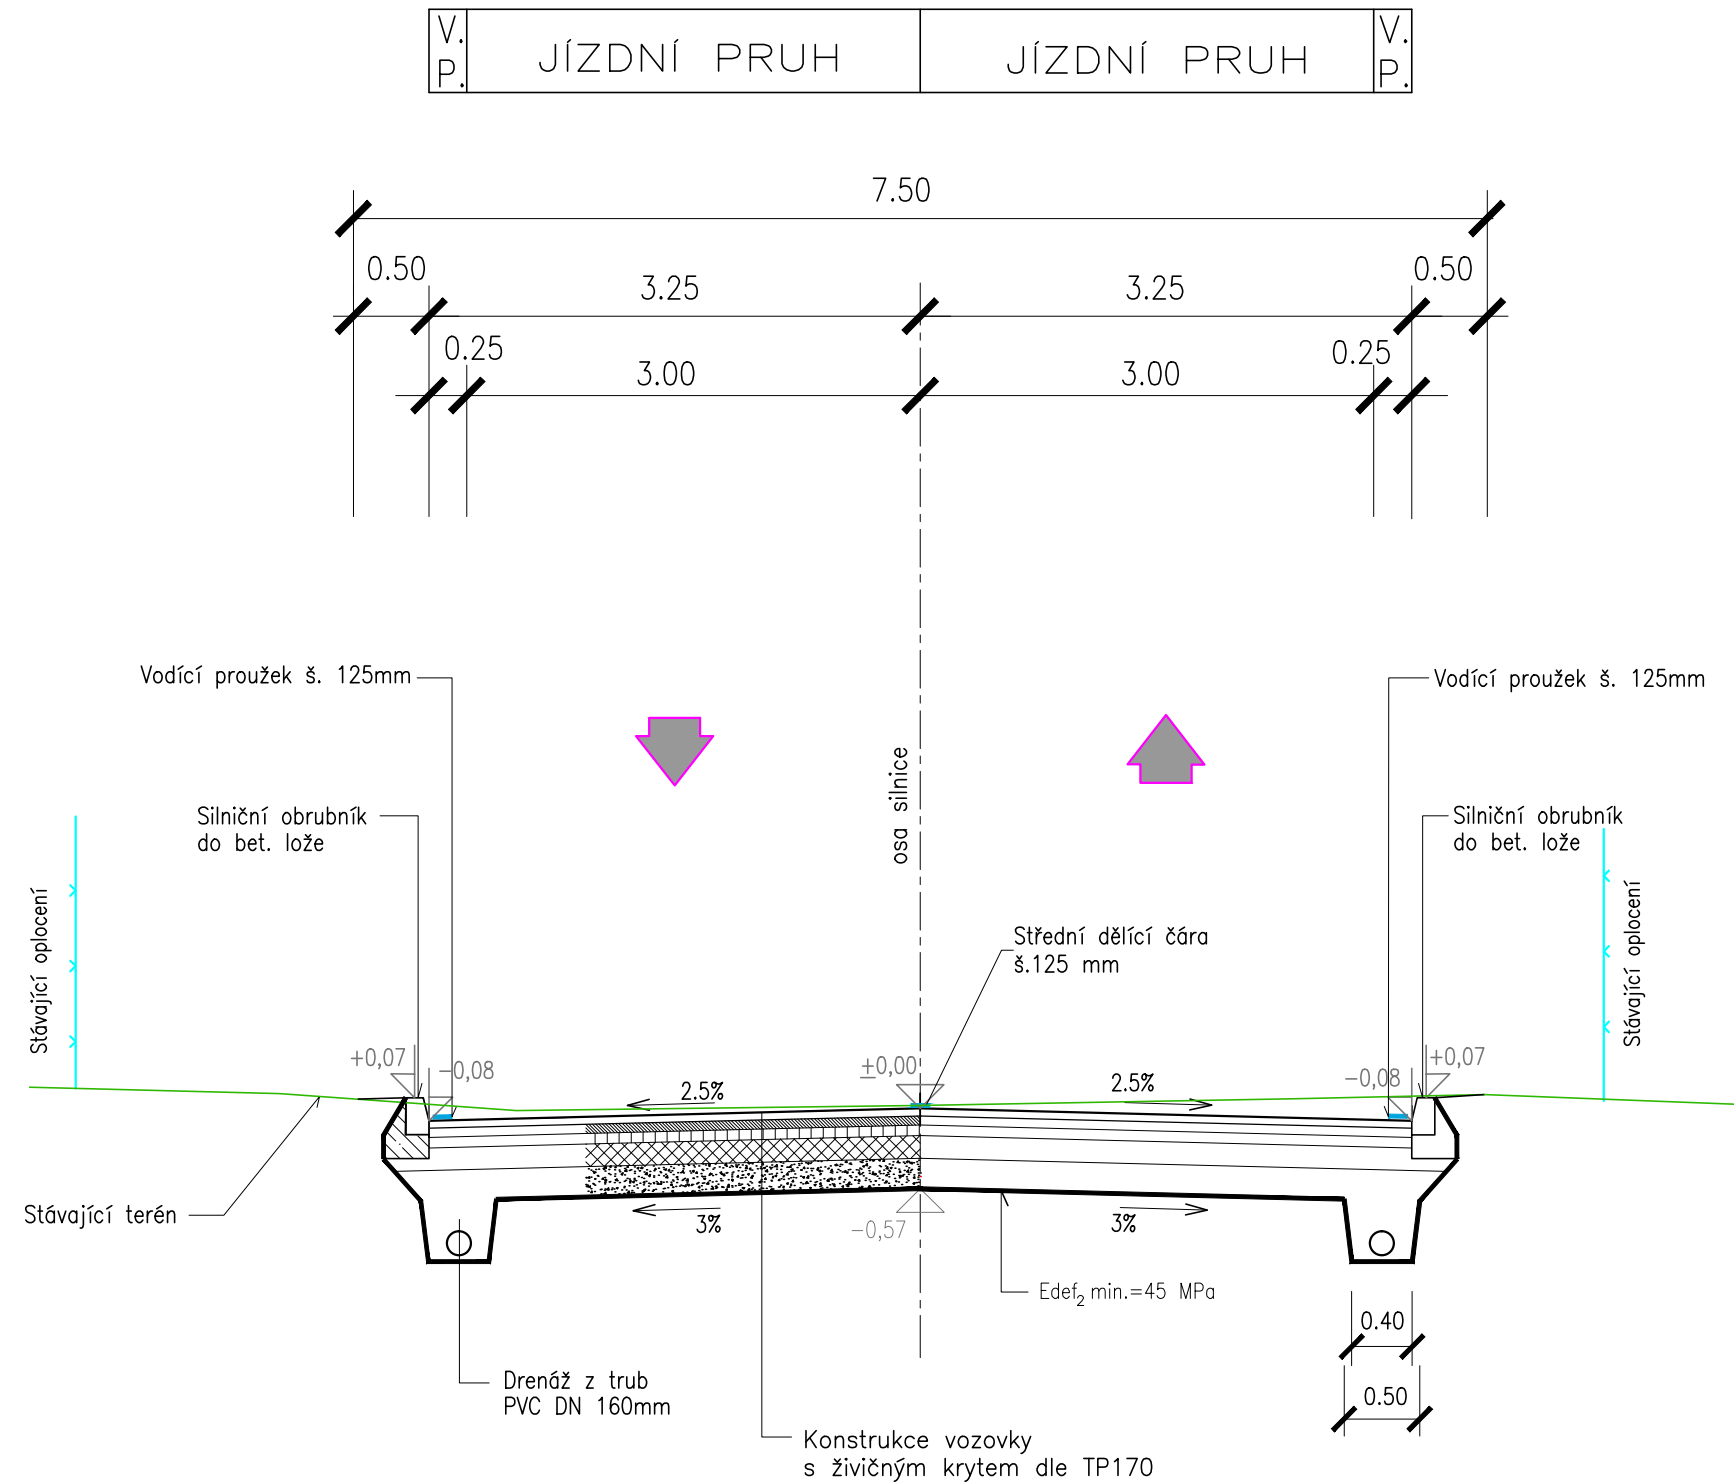 V.
P.
JÍZDNÍ PRUH
JÍZDNÍ PRUH
V.
P.
7.50
0.50
3.25
3.25
0.50
0.25
3.00
3.00
0.25
Vodící proužek š. 125mm
Vodící proužek š. 125mm
osa silnice
Silniční obrubník
do bet. lože
Silniční obrubník
do bet. lože
Stávající oplocení
Stávající oplocení
Střední dělící čára
š.125 mm
+0,07
-0,08
±0,00
-0,08
+0,07
2.5%
2.5%
Stávající terén
3%
-0,57
3%
Edef2 min.=45 MPa
0.40
0.50
Drenáž z trub
PVC DN 160mm
Konstrukce vozovky
s živičným krytem dle TP170